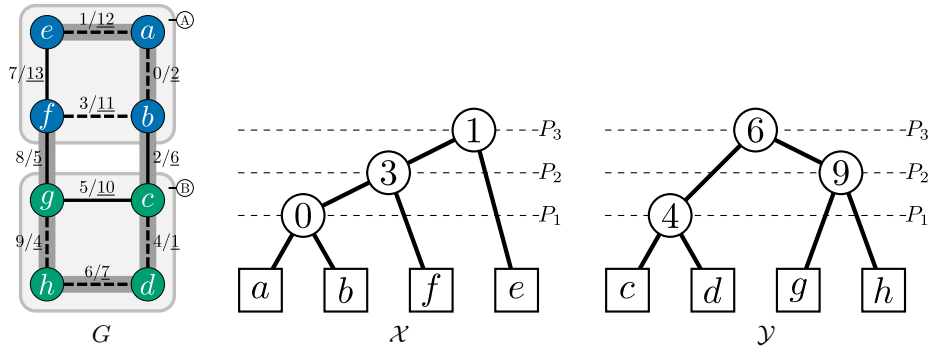 1/12
e a A
7/13 0/2
3/11
f b
8/5 2/6
5/10 B
g c
9/4 4/1
6/7
h d
G
1 P₃
3 P₂
0 P₁
a b f e
𝒳
6 P₃
9 P₂
4 P₁
c d g h
𝒴